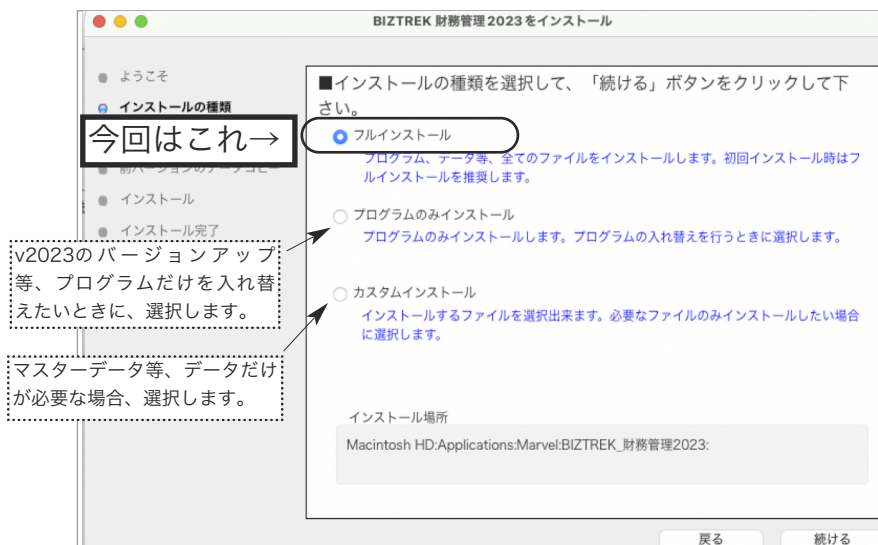 BIZTREK 財務管理2023をインストール
ようこそ
インストールの種類
今回はこれ→
前バージョンのデータコピー
インストール
インストール完了
■インストールの種類を選択して、「続ける」ボタンをクリックして下
さい。
フルインストール
プログラム、データ等、全てのファイルをインストールします。初回インストール時はフ
ルインストールを推奨します。
プログラムのみインストール
プログラムのみインストールします。プログラムの入れ替えを行うときに選択します。
カスタムインストール
インストールするファイルを選択出来ます。必要なファイルのみインストールしたい場合
に選択します。
v2023のバージョンアップ
等、プログラムだけを入れ替
えたいときに、選択します。
マスターデータ等、データだけ
が必要な場合、選択します。
インストール場所
Macintosh HD:Applications:Marvel:BIZTREK_財務管理2023:
戻る
続ける